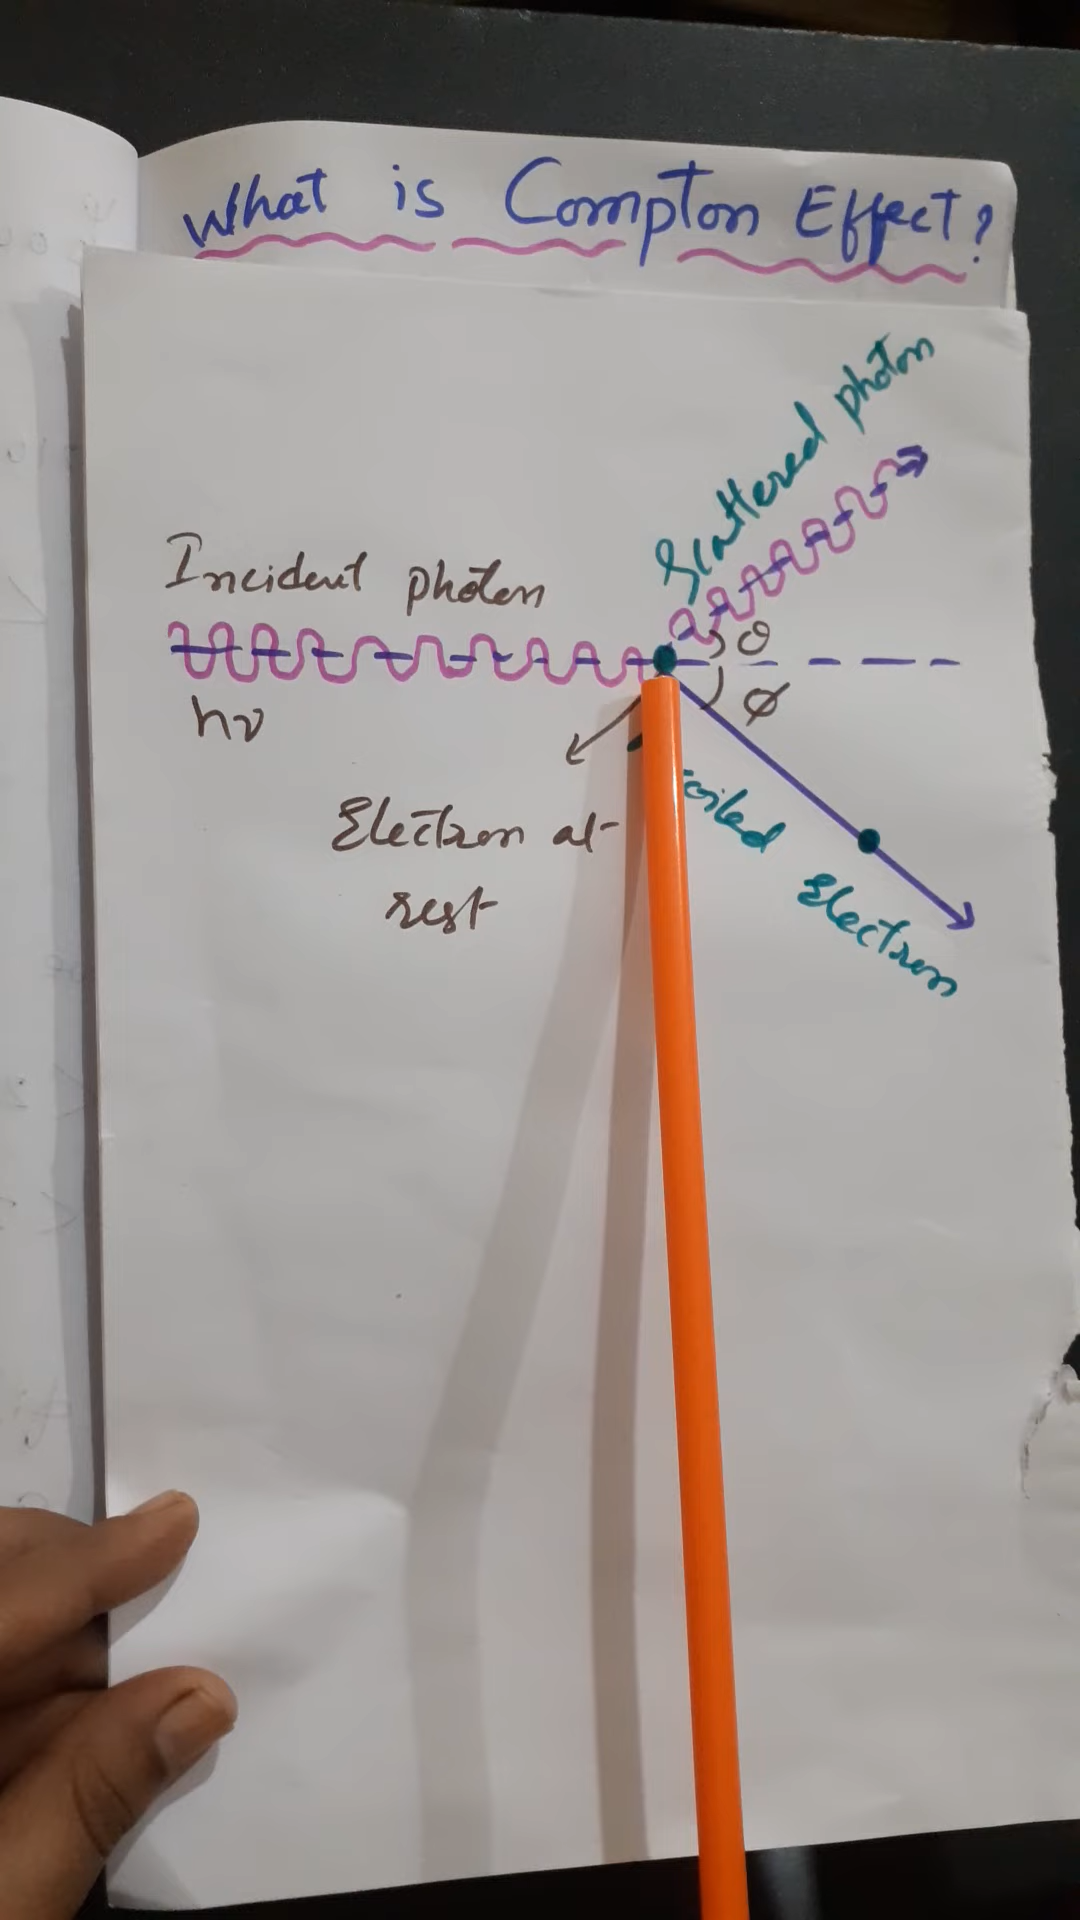 What is Compton Effect?
Scattered photon
Incident photon
θ
hν
φ
Electron at
rest
Electron